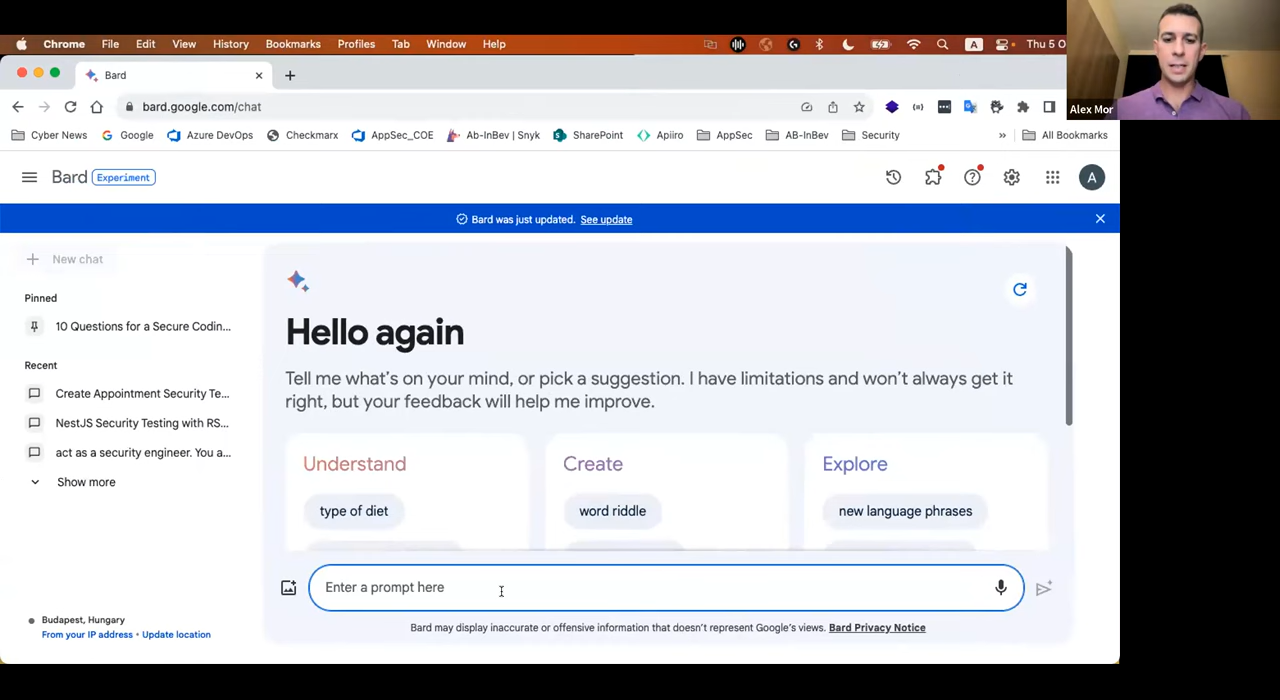 Chrome File Edit View History Bookmarks Profiles Tab Window Help A Thu 5 O
Bard
bard.google.com/chat
Alex Mor
Cyber News Google Azure DevOps Checkmarx AppSec_COE Ab-InBev | Snyk SharePoint Apiiro AppSec AB-InBev Security » All Bookmarks
Bard Experiment A
Bard was just updated. See update
New chat
Pinned
10 Questions for a Secure Codin...
Recent
Create Appointment Security Te...
NestJS Security Testing with RS...
act as a security engineer. You a...
Show more
Budapest, Hungary
From your IP address • Update location
Hello again
Tell me what's on your mind, or pick a suggestion. I have limitations and won't always get it
right, but your feedback will help me improve.
Understand
type of diet
Create
word riddle
Explore
new language phrases
Enter a prompt here
Bard may display inaccurate or offensive information that doesn't represent Google's views. Bard Privacy Notice